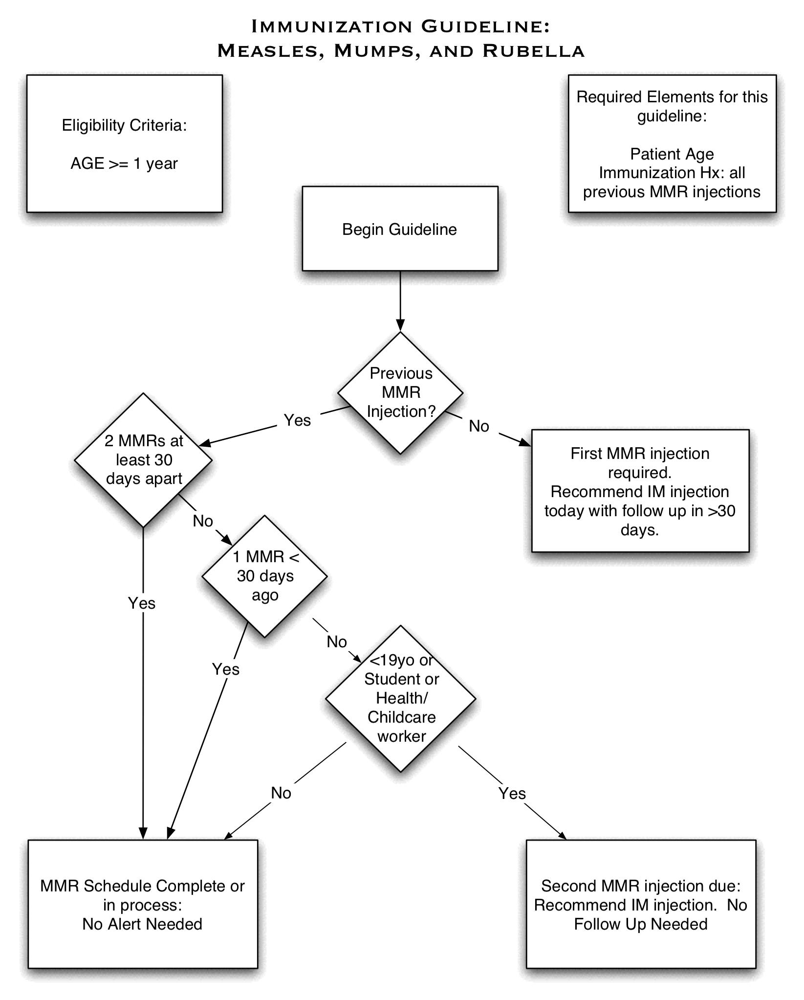 IMMUNIZATION GUIDELINE:
MEASLES, MUMPS, AND RUBELLA
Eligibility Criteria:
AGE >= 1 year
Required Elements for this
guideline:
Patient Age
Immunization Hx: all
previous MMR injections
Begin Guideline
Previous
MMR
Injection?
Yes
No
2 MMRs at
least 30
days apart
First MMR injection
required.
Recommend IM injection
today with follow up in >30
days.
No
Yes
1 MMR <
30 days
ago
Yes
No
<19yo or
Student or
Health/
Childcare
worker
No
Yes
MMR Schedule Complete or
in process:
No Alert Needed
Second MMR injection due:
Recommend IM injection.  No
Follow Up Needed